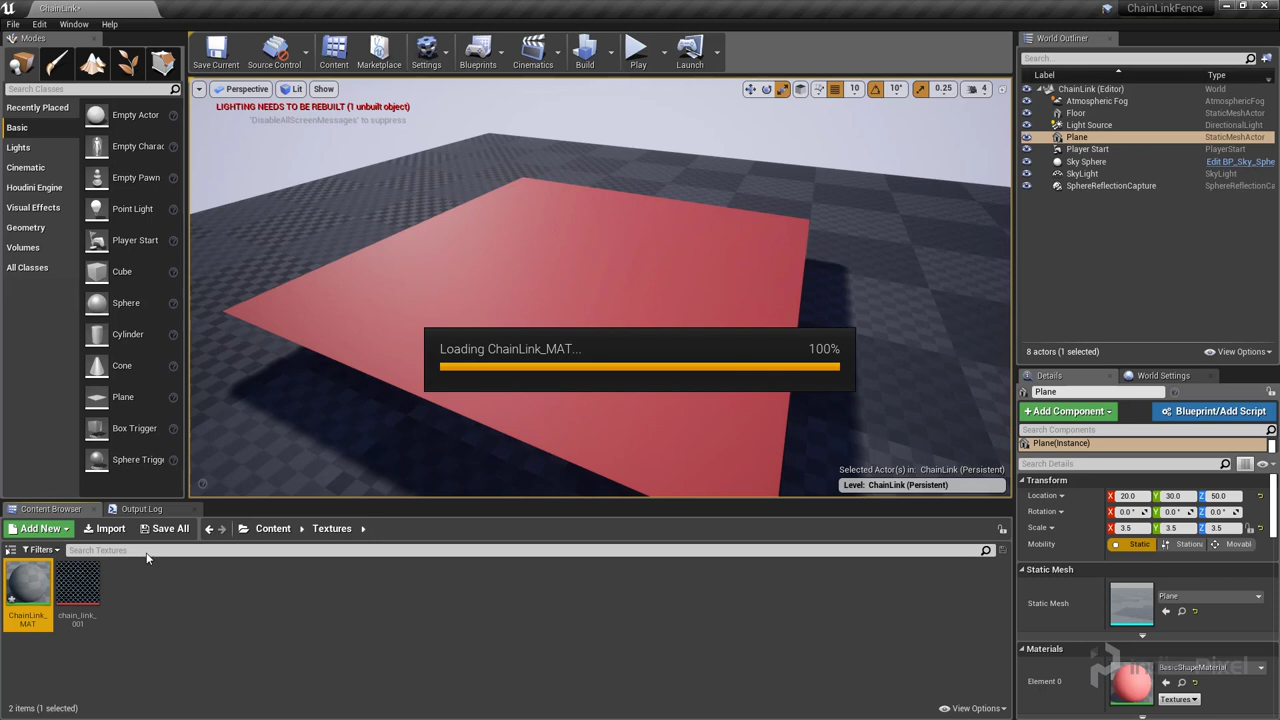 ChainLink*
ChainLinkFence
File Edit Window Help
Modes
Search Classes
Recently Placed
Basic
Lights
Cinematic
Houdini Engine
Visual Effects
Geometry
Volumes
All Classes
Empty Actor
Empty Charac
Empty Pawn
Point Light
Player Start
Cube
Sphere
Cylinder
Cone
Plane
Box Trigger
Sphere Trigge
Save Current
Source Control
Content
Marketplace
Settings
Blueprints
Cinematics
Build
Play
Launch
Perspective
Lit
Show
10
10°
0.25
4
LIGHTING NEEDS TO BE REBUILT (1 unbuilt object)
'DisableAllScreenMessages' to suppress
Loading ChainLink_MAT... 100%
Selected Actor(s) in: ChainLink (Persistent)
Level: ChainLink (Persistent)
World Outliner
Search...
Label Type
ChainLink (Editor) World
Atmospheric Fog AtmosphericFog
Floor StaticMeshActor
Light Source DirectionalLight
Plane StaticMeshActor
Player Start PlayerStart
Sky Sphere Edit BP_Sky_Sphe
SkyLight SkyLight
SphereReflectionCapture SphereReflectionCa
8 actors (1 selected)
View Options
Details
World Settings
Plane
+Add Component
Blueprint/Add Script
Search Components
Plane(Instance)
Search Details
Transform
Location X 20.0 Y 30.0 Z 50.0
Rotation X 0.0 ° Y 0.0 ° Z 0.0 °
Scale X 3.5 Y 3.5 Z 3.5
Mobility Static Stationa Movabl
Static Mesh
Static Mesh
Plane
Materials
Element 0
BasicShapeMaterial
Textures
Content Browser
Output Log
Add New
Import
Save All
Content
Textures
Filters
Search Textures
ChainLink_
MAT
chain_link_
001
2 items (1 selected)
View Options